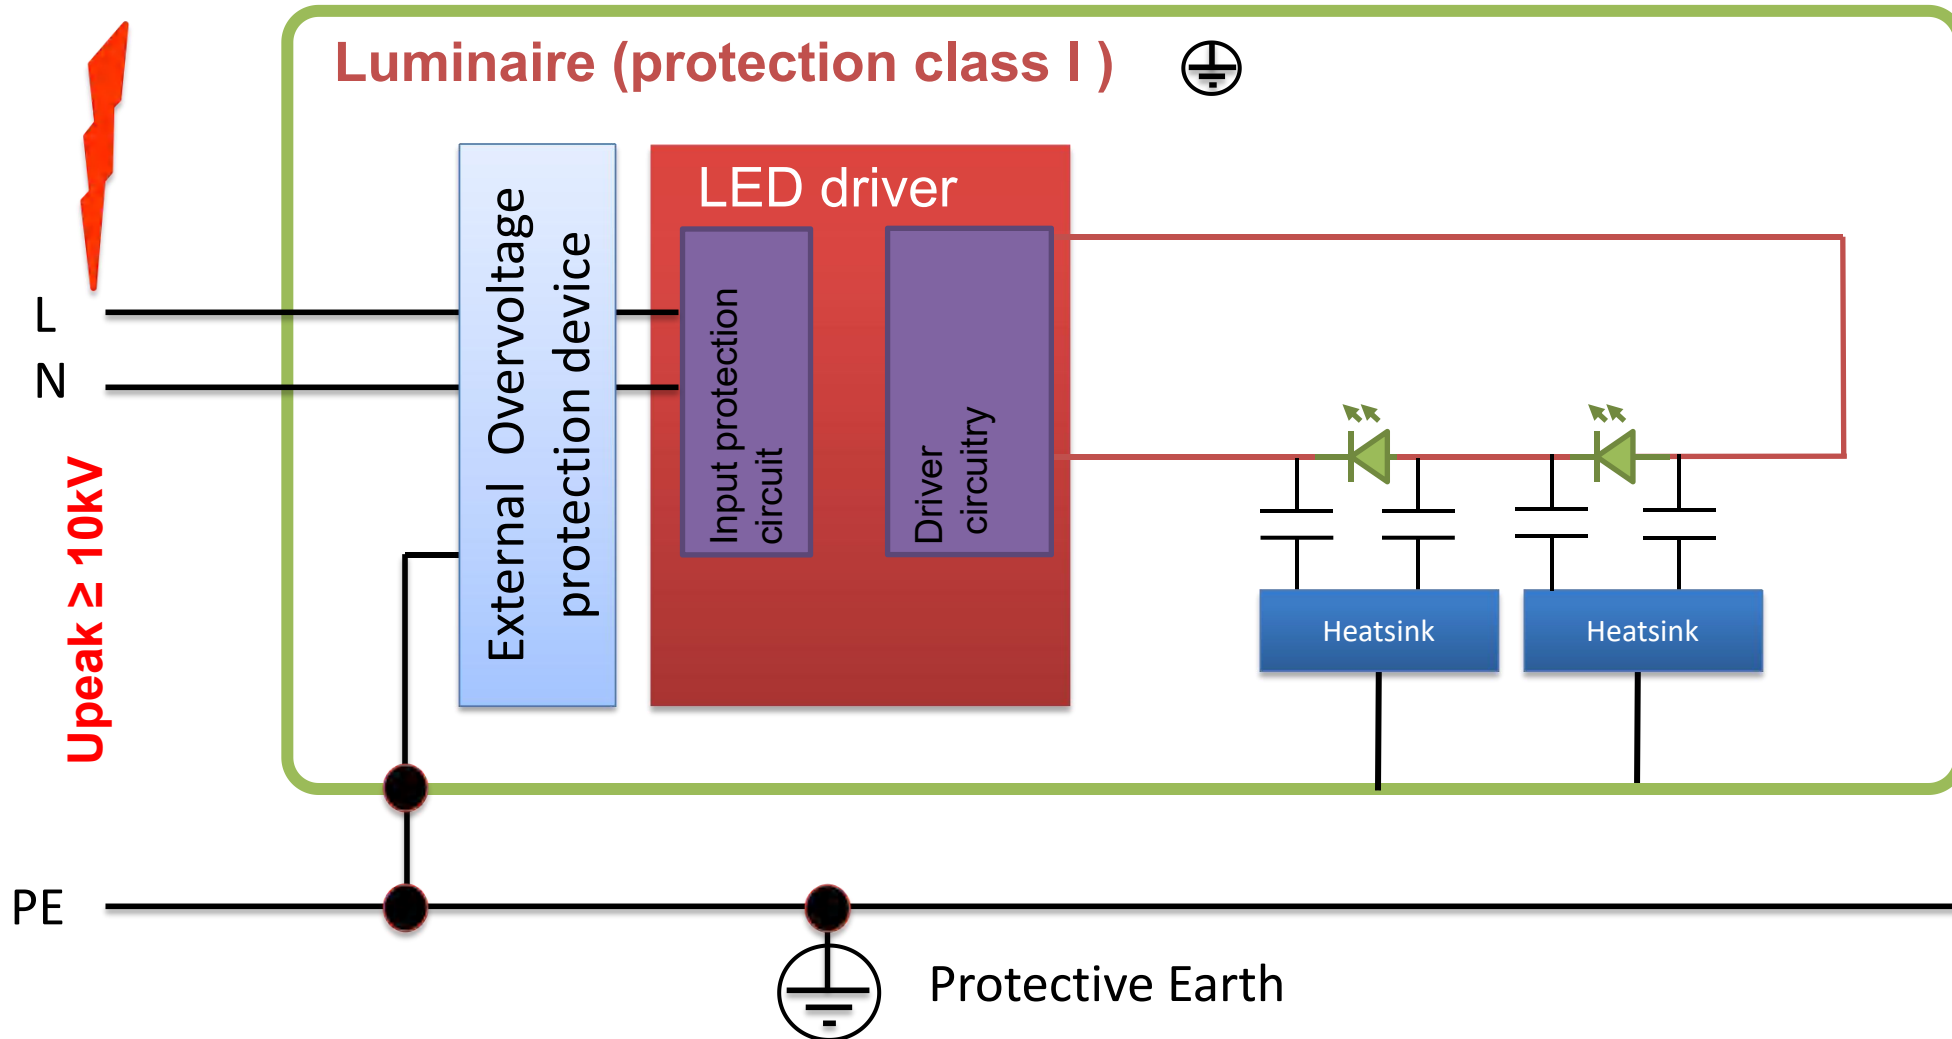 Luminaire (protection class I )
LED driver
External Overvoltage
protection device
Input protection
circuit
Driver
circuitry
L
N
Upeak ≥ 10kV
Heatsink
Heatsink
PE
Protective Earth